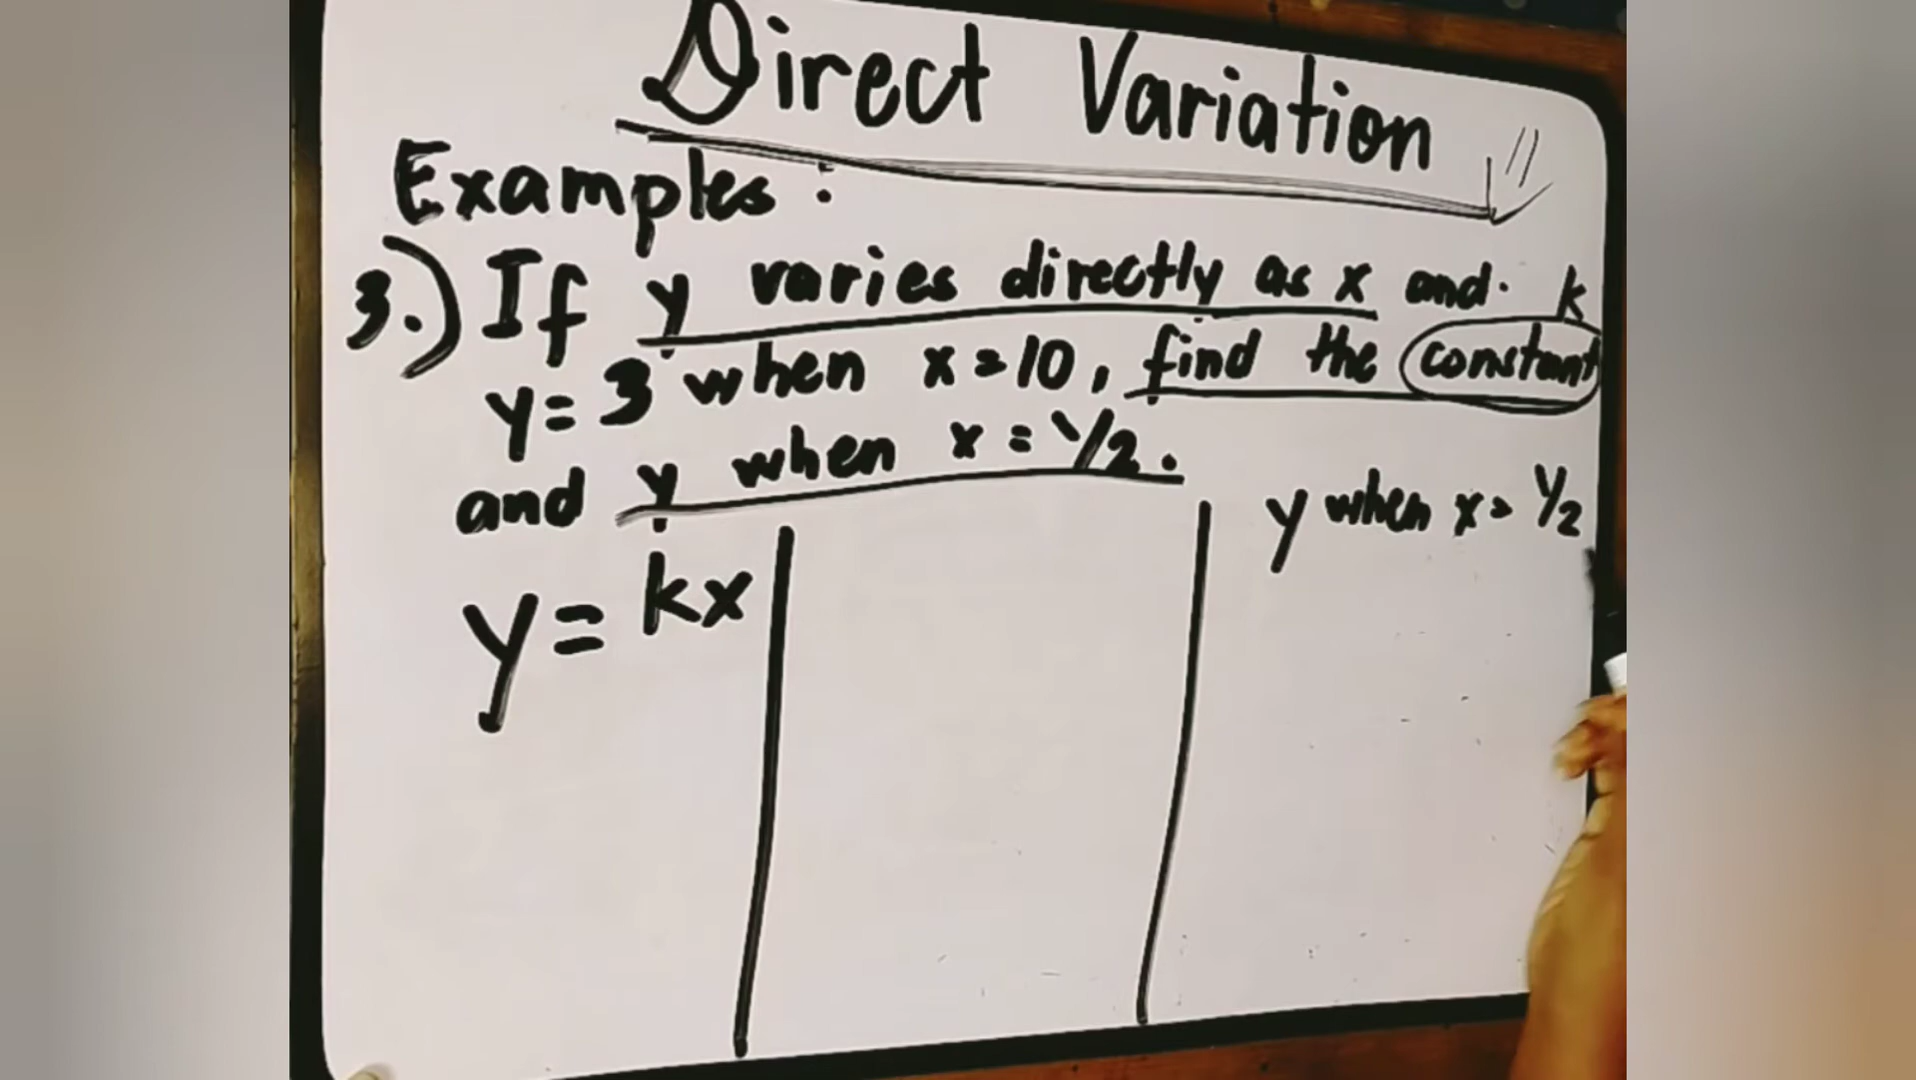 Direct Variation
Examples :
3.) If y varies directly as x and. k
y = 3 when x = 10, find the constant
and y when x = 1/2.
y when x = 1/2
y = kx